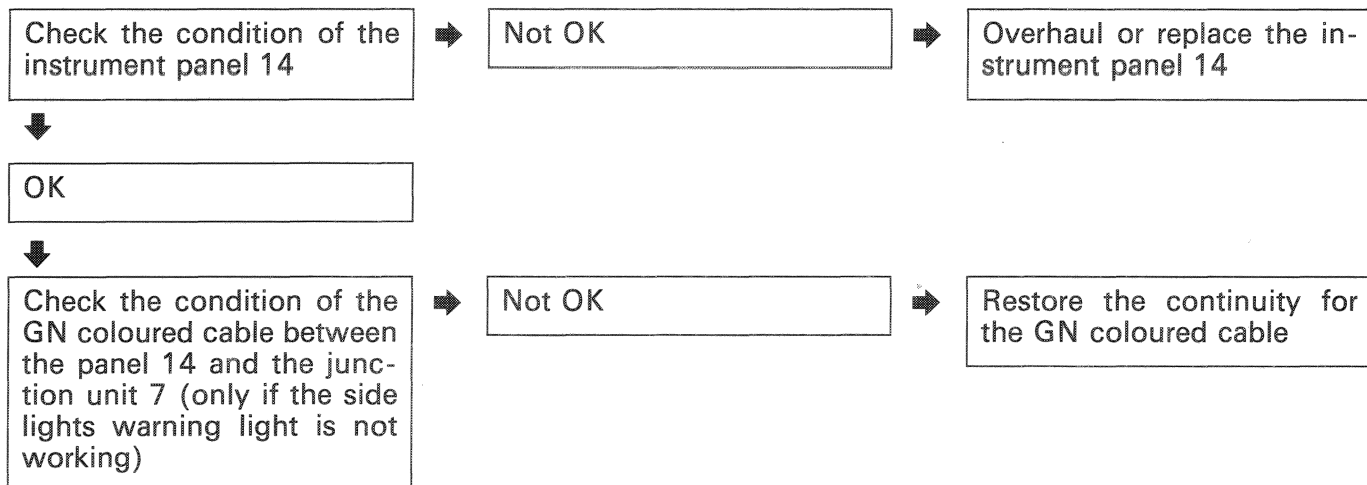 Check the condition of the
instrument panel 14
Not OK
Overhaul or replace the in-
strument panel 14
OK
Check the condition of the
GN coloured cable between
the panel 14 and the junc-
tion unit 7 (only if the side
lights warning light is not
working)
Not OK
Restore the continuity for
the GN coloured cable